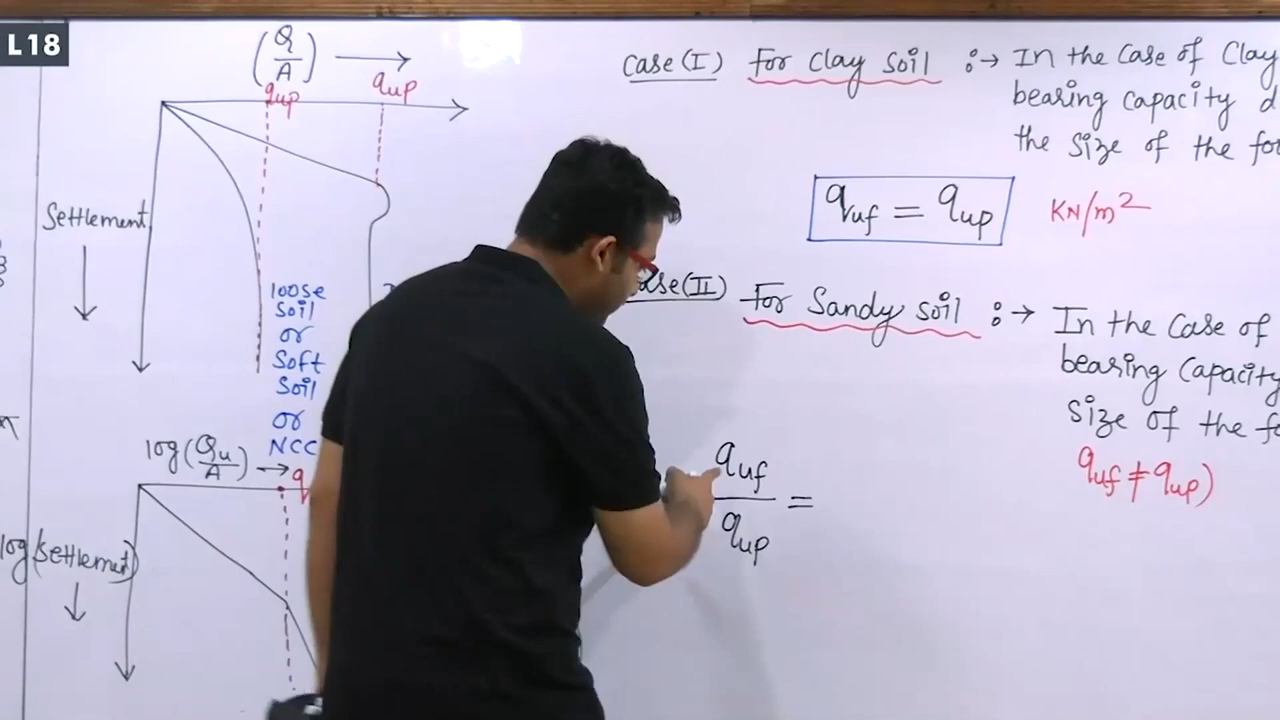 L18
(Q/A) →
qup qup
Settlement
loose
soil
or
soft
soil
or
NCC
log(Qu/A) → q
log(Settlement)
Case(I) For Clay soil :→ In the case of Clay
bearing capacity d
the size of the fo
quf = qup KN/m²
Case(II) For Sandy soil :→ In the case of
bearing capacity
size of the fo
quf ≠ qup)
quf/qup =